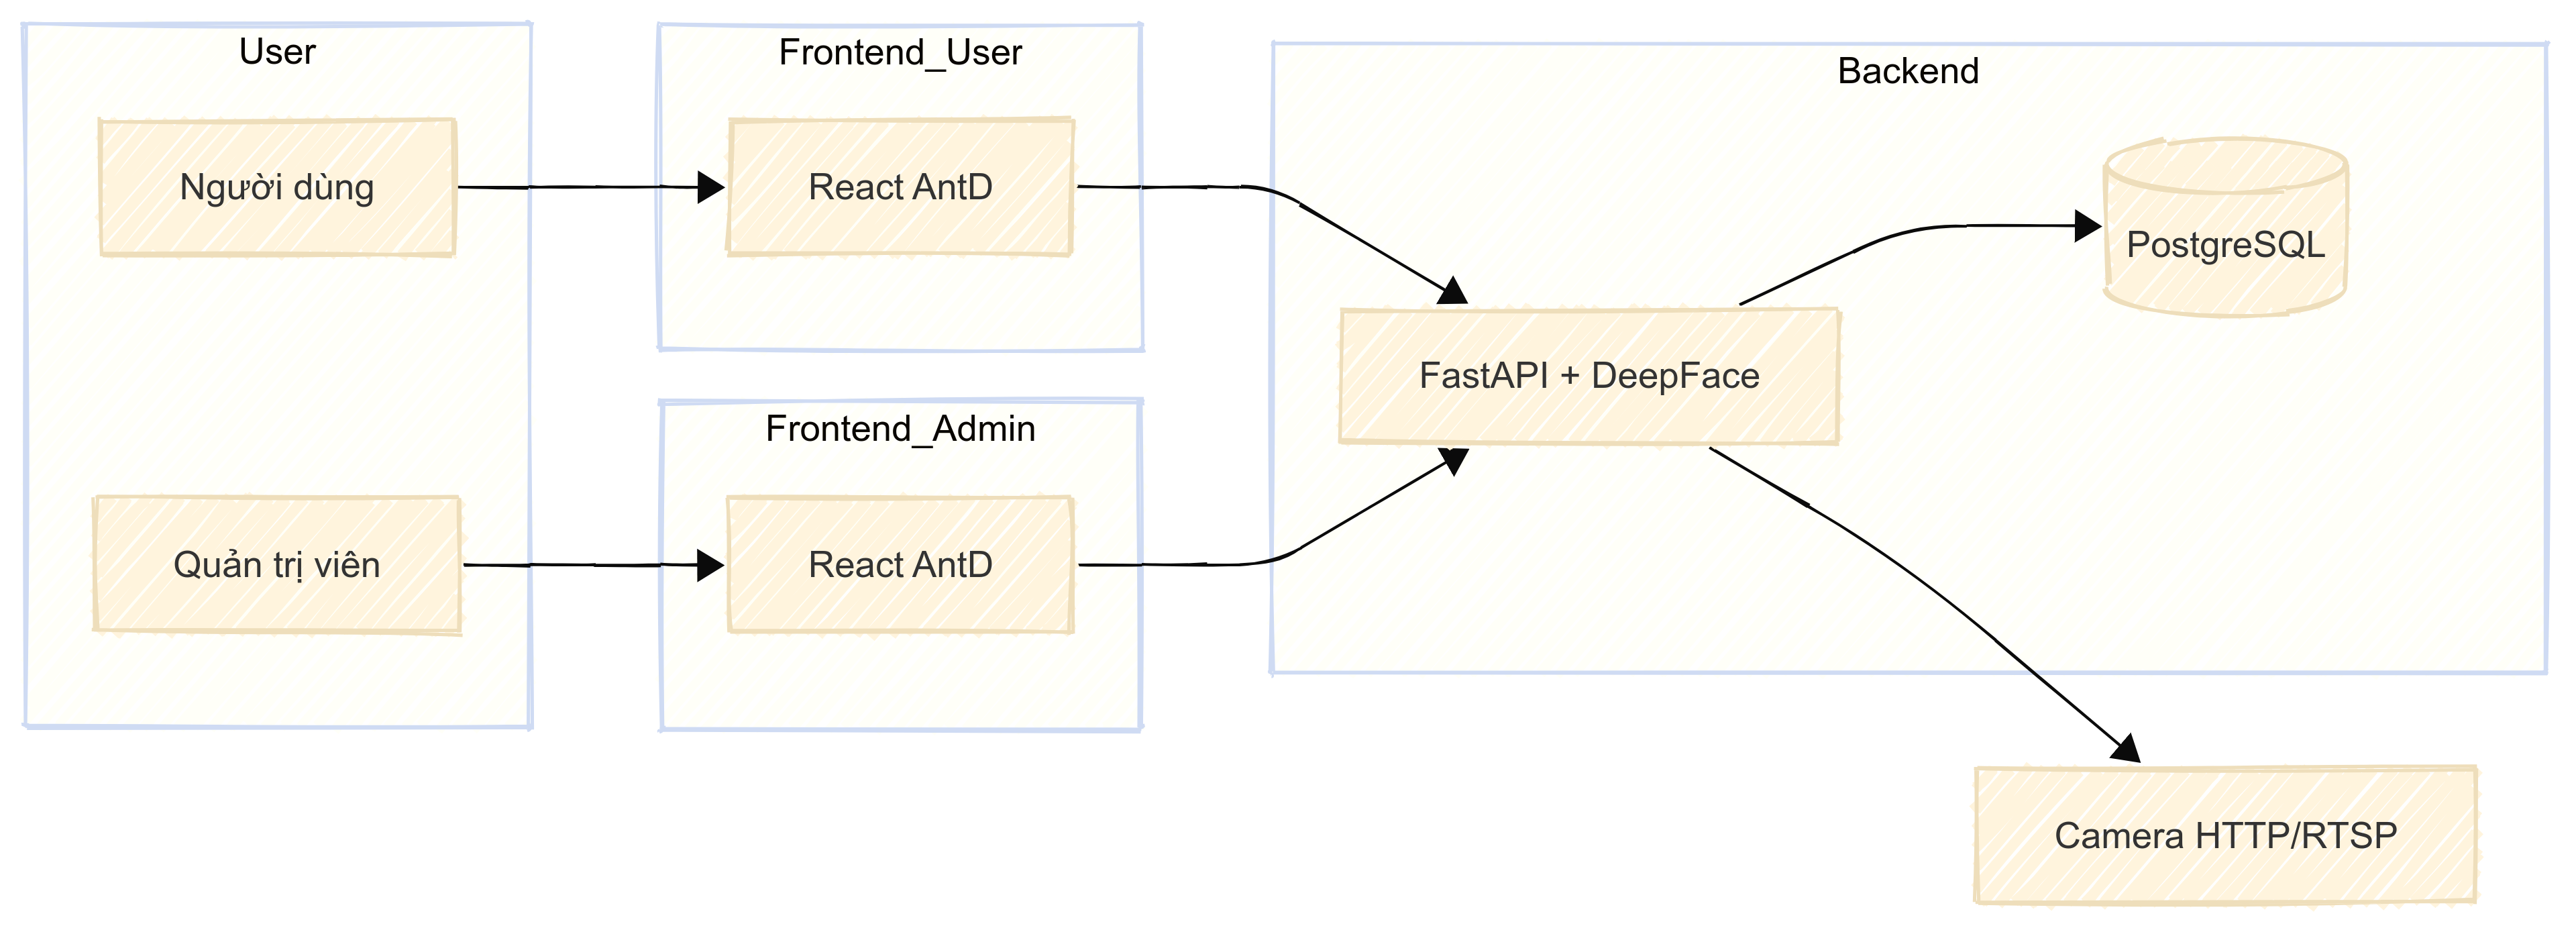 User
Người dùng
Quản trị viên
Frontend_User
React AntD
Frontend_Admin
React AntD
Backend
FastAPI + DeepFace
PostgreSQL
Camera HTTP/RTSP